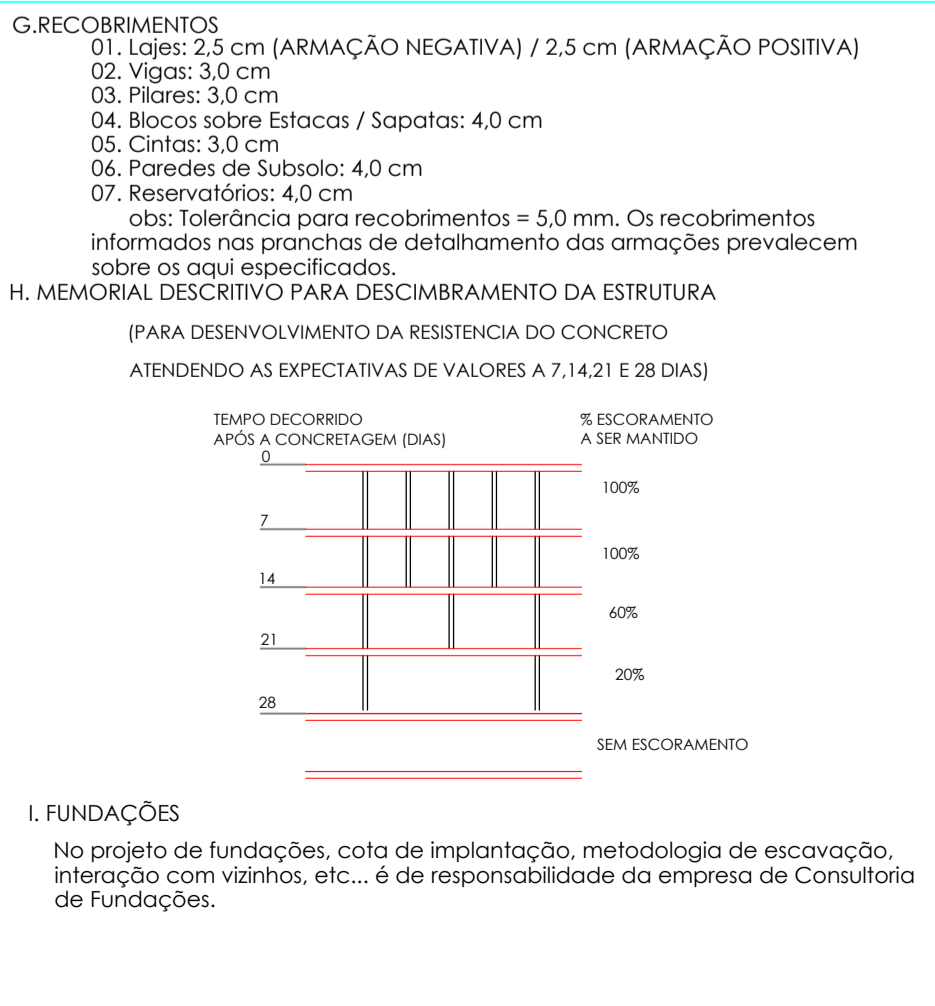 G.RECOBRIMENTOS
01. Lajes: 2,5 cm (ARMAÇÃO NEGATIVA) / 2,5 cm (ARMAÇÃO POSITIVA)
02. Vigas: 3,0 cm
03. Pilares: 3,0 cm
04. Blocos sobre Estacas / Sapatas: 4,0 cm
05. Cintas: 3,0 cm
06. Paredes de Subsolo: 4,0 cm
07. Reservatórios: 4,0 cm
obs: Tolerância para recobrimentos = 5,0 mm. Os recobrimentos
informados nas pranchas de detalhamento das armações prevalecem
sobre os aqui especificados.
H. MEMORIAL DESCRITIVO PARA DESCIMBRAMENTO DA ESTRUTURA
(PARA DESENVOLVIMENTO DA RESISTENCIA DO CONCRETO
ATENDENDO AS EXPECTATIVAS DE VALORES A 7,14,21 E 28 DIAS)
TEMPO DECORRIDO
APÓS A CONCRETAGEM (DIAS)
% ESCORAMENTO
A SER MANTIDO
0
100%
7
100%
14
60%
21
20%
28
SEM ESCORAMENTO
I. FUNDAÇÕES
No projeto de fundações, cota de implantação, metodologia de escavação,
interação com vizinhos, etc... é de responsabilidade da empresa de Consultoria
de Fundações.